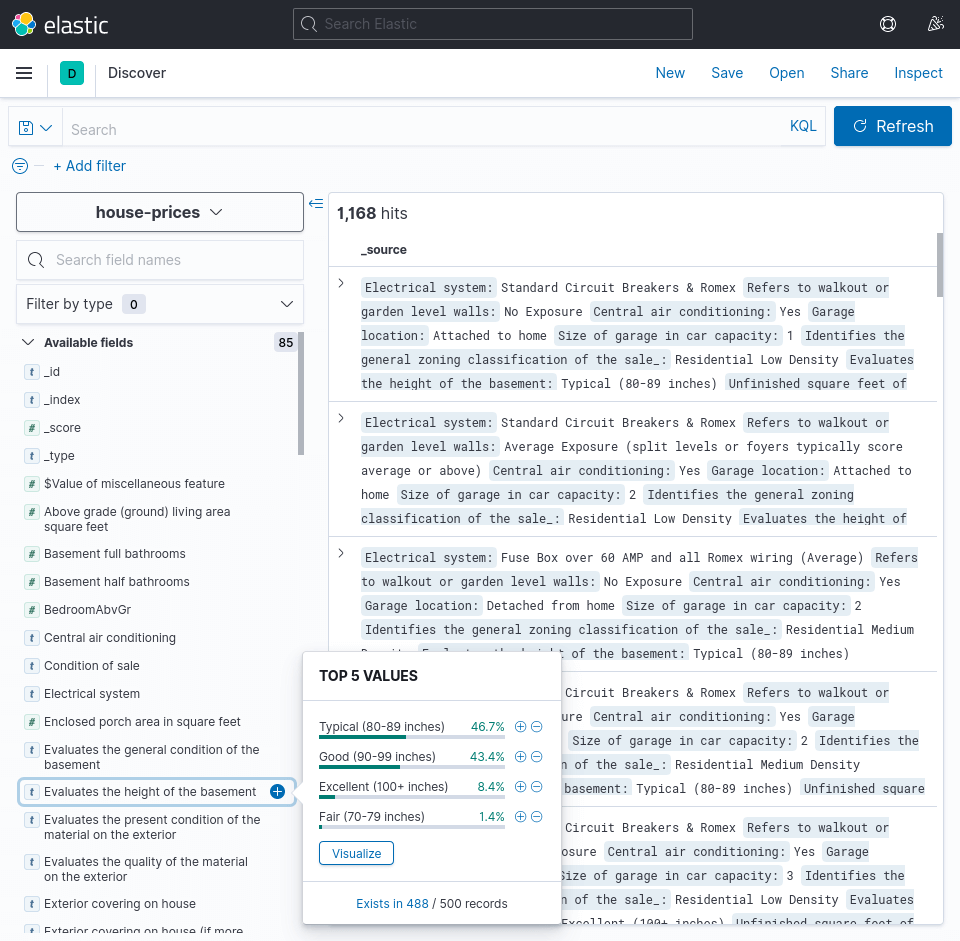 elastic
Search Elastic
D
Discover
New
Save
Open
Share
Inspect
Search
KQL
Refresh
+ Add filter
house-prices
Search field names
Filter by type 0
Available fields 85
t _id
t _index
# _score
t _type
# $Value of miscellaneous feature
# Above grade (ground) living area
square feet
# Basement full bathrooms
# Basement half bathrooms
# BedroomAbvGr
t Central air conditioning
t Condition of sale
t Electrical system
# Enclosed porch area in square feet
t Evaluates the general condition of the
basement
t Evaluates the height of the basement
t Evaluates the present condition of the
material on the exterior
t Evaluates the quality of the material
on the exterior
t Exterior covering on house
Exterior covering on house (if more
1,168 hits
_source
Electrical system: Standard Circuit Breakers & Romex Refers to walkout or
garden level walls: No Exposure Central air conditioning: Yes Garage
location: Attached to home Size of garage in car capacity: 1 Identifies the
general zoning classification of the sale_: Residential Low Density Evaluates
the height of the basement: Typical (80-89 inches) Unfinished square feet of
Electrical system: Standard Circuit Breakers & Romex Refers to walkout or
garden level walls: Average Exposure (split levels or foyers typically score
average or above) Central air conditioning: Yes Garage location: Attached to
home Size of garage in car capacity: 2 Identifies the general zoning
classification of the sale_: Residential Low Density Evaluates the height of
Electrical system: Fuse Box over 60 AMP and all Romex wiring (Average) Refers
to walkout or garden level walls: No Exposure Central air conditioning: Yes
Garage location: Detached from home Size of garage in car capacity: 2
Identifies the general zoning classification of the sale_: Residential Medium
of the basement: Typical (80-89 inches)
Circuit Breakers & Romex Refers to walkout or
Central air conditioning: Yes Garage
Size of garage in car capacity: 2 Identifies the
of the sale_: Residential Medium Density
basement: Typical (80-89 inches) Unfinished square
Circuit Breakers & Romex Refers to walkout or
Central air conditioning: Yes Garage
Size of garage in car capacity: 3 Identifies the
of the sale_: Residential Low Density Evaluates
Excellent (100+ inches) Unfinished square feet of
TOP 5 VALUES
Typical (80-89 inches) 46.7%
Good (90-99 inches) 43.4%
Excellent (100+ inches) 8.4%
Fair (70-79 inches) 1.4%
Visualize
Exists in 488 / 500 records